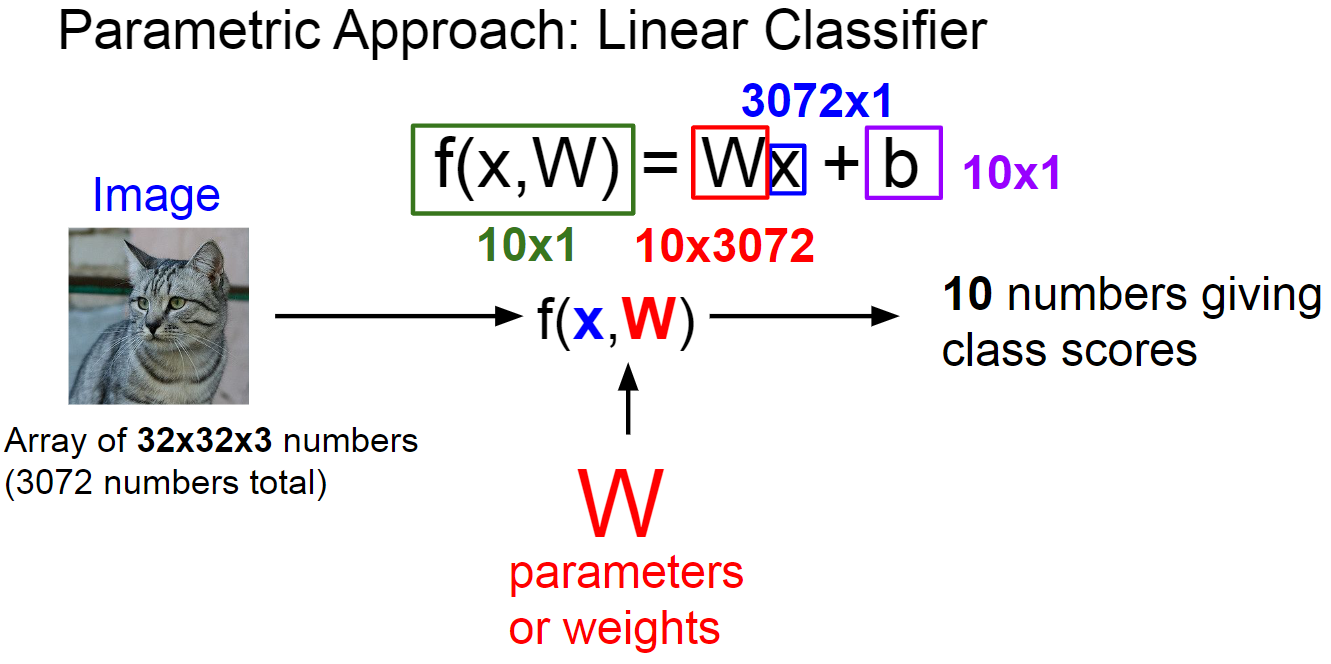 Parametric Approach: Linear Classifier
3072x1
f(x,W) = Wx + b 10x1
Image
10x1 10x3072
f(x,W)
10 numbers giving
class scores
Array of 32x32x3 numbers
(3072 numbers total)
W
parameters
or weights